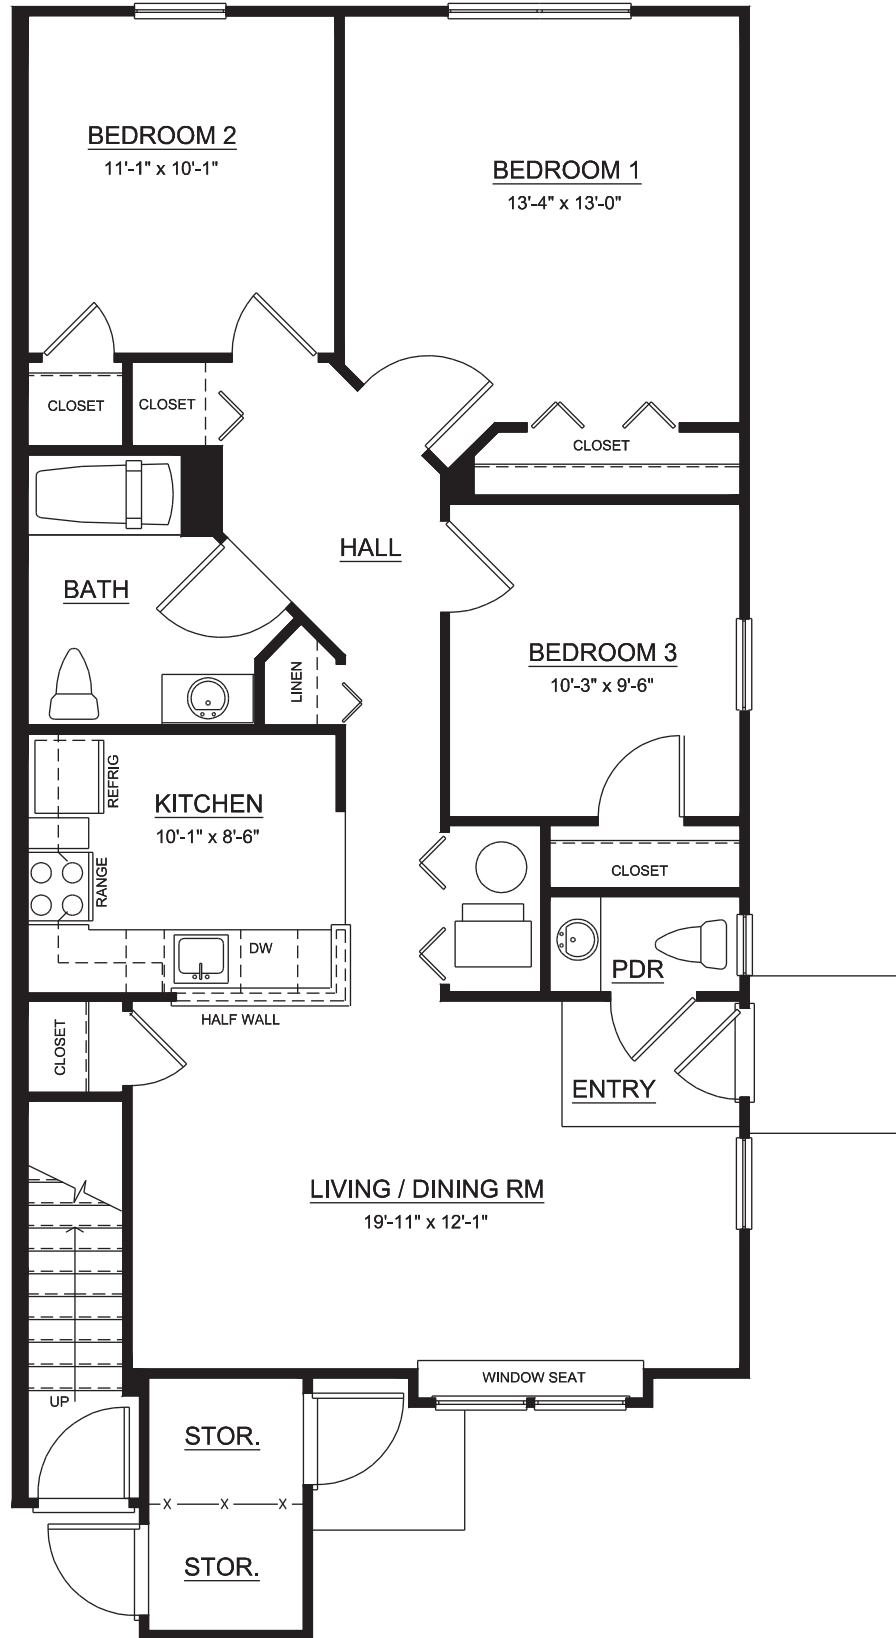 BEDROOM 2
11'-1" x 10'-1"
BEDROOM 1
13'-4" x 13'-0"
CLOSET
CLOSET
CLOSET
HALL
BATH
BEDROOM 3
10'-3" x 9'-6"
LINEN
REFRIG
KITCHEN
10'-1" x 8'-6"
RANGE
CLOSET
DW
PDR
HALF WALL
CLOSET
ENTRY
LIVING / DINING RM
19'-11" x 12'-1"
WINDOW SEAT
UP
STOR.
X X X
STOR.